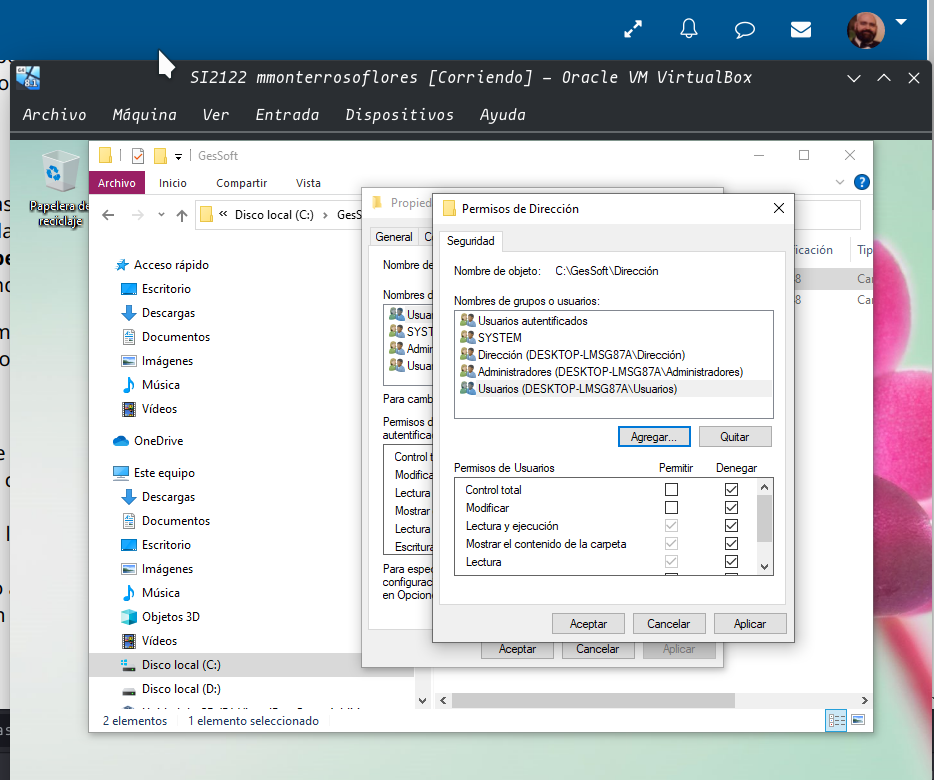 SI2122 mmonterrosoflores [Corriendo] – Oracle VM VirtualBox
Archivo Máquina Ver Entrada Dispositivos Ayuda
Papelera de
reciclaje
GesSoft
Archivo Inicio Compartir Vista
« Disco local (C:) › GesS
Acceso rápido
Escritorio
Descargas
Documentos
Imágenes
Música
Vídeos
OneDrive
Este equipo
Descargas
Documentos
Escritorio
Imágenes
Música
Objetos 3D
Vídeos
Disco local (C:)
Disco local (D:)
2 elementos 1 elemento seleccionado
icación Tip
8 Car
8 Car
Propied
General C
Nombre de
Nombres d
Usua
SYST
Admin
Usua
Para camb
Permisos d
autentifica
Control t
Modifica
Lectura
Mostrar
Lectura
Escritura
Para espec
configurac
en Opcion
Aceptar Cancelar Aplicar
Permisos de Dirección
Seguridad
Nombre de objeto: C:\GesSoft\Dirección
Nombres de grupos o usuarios:
Usuarios autentificados
SYSTEM
Dirección (DESKTOP-LMSG87A\Dirección)
Administradores (DESKTOP-LMSG87A\Administradores)
Usuarios (DESKTOP-LMSG87A\Usuarios)
Agregar... Quitar
Permisos de Usuarios Permitir Denegar
Control total
Modificar
Lectura y ejecución
Mostrar el contenido de la carpeta
Lectura
Aceptar Cancelar Aplicar